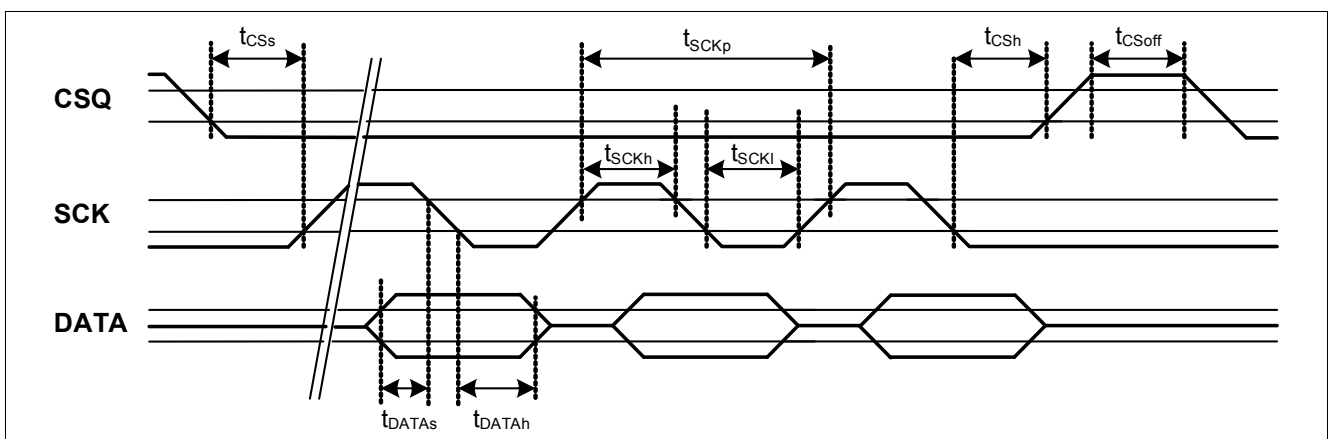 tCSs
tSCKp
tCSh
tCSoff
CSQ
tSCKh
tSCKl
SCK
DATA
tDATAs
tDATAh